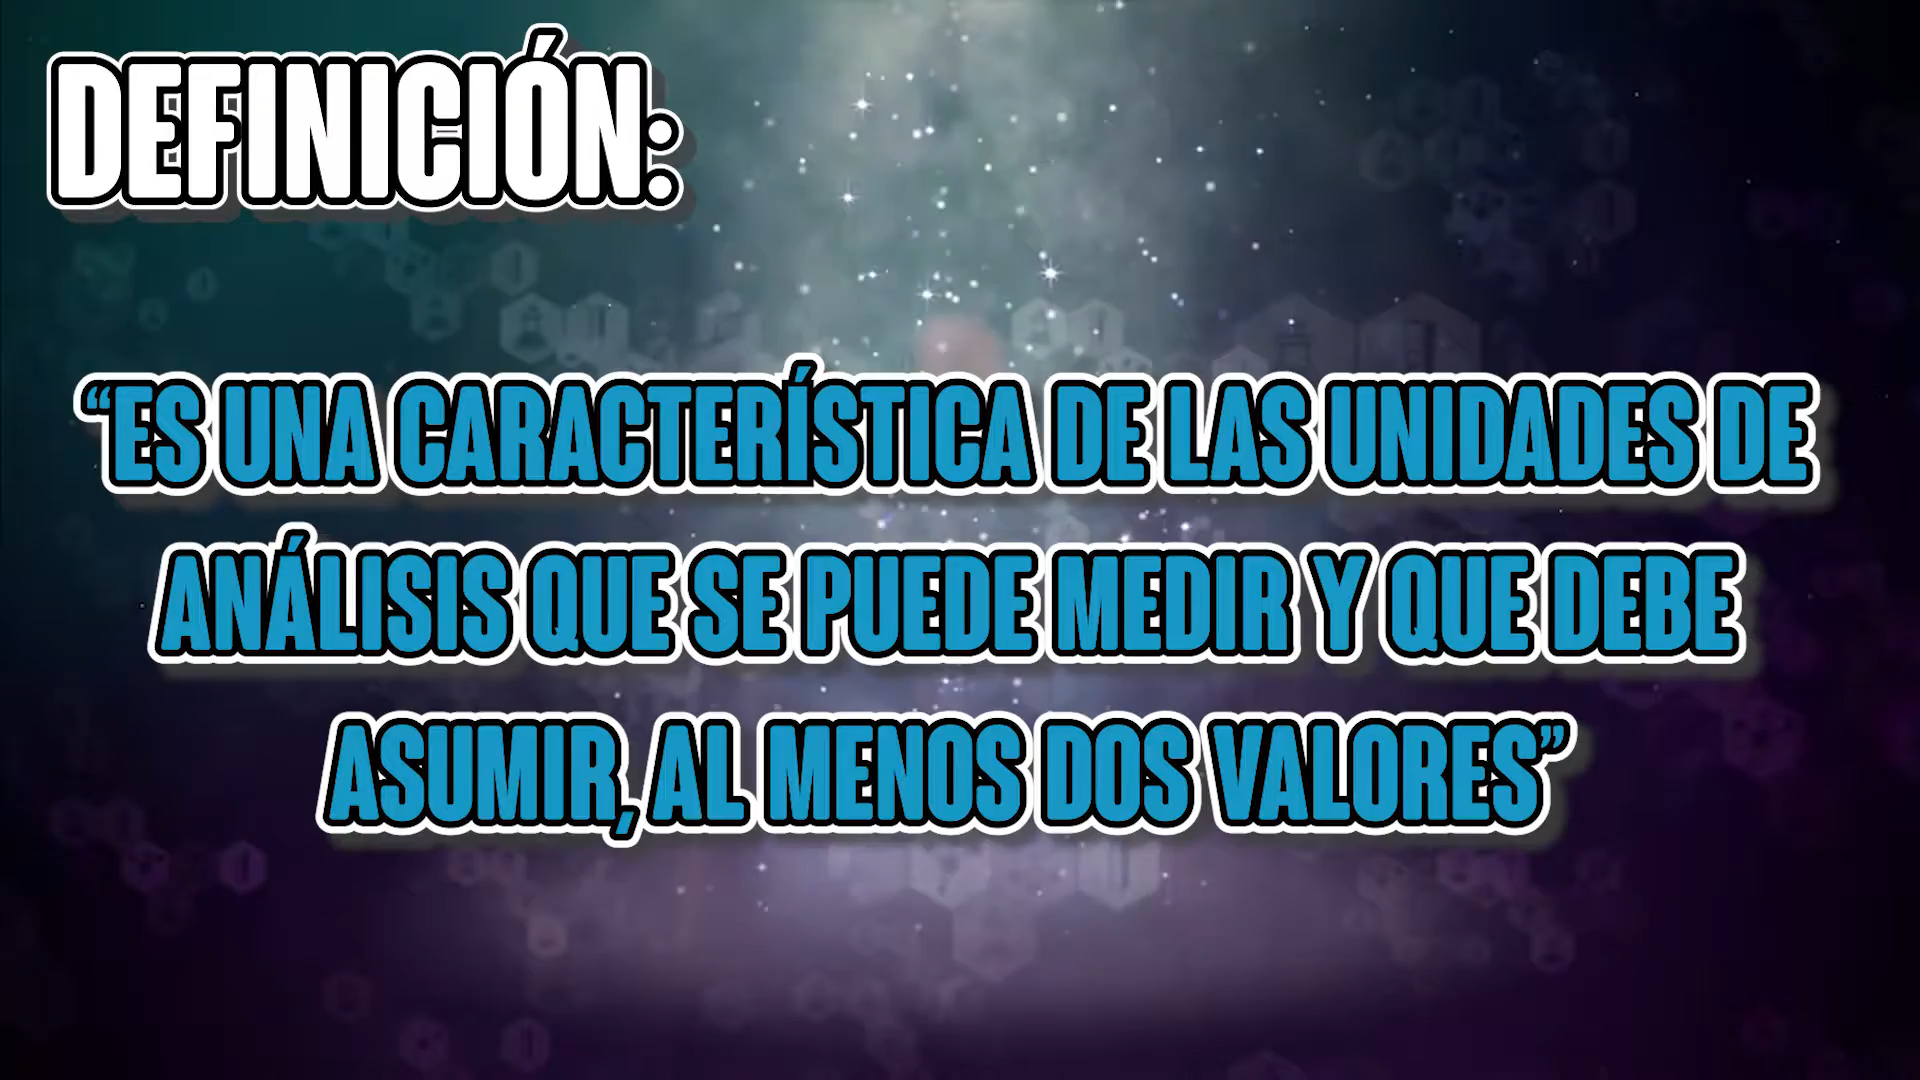 DEFINICIÓN:
“ES UNA CARACTERÍSTICA DE LAS UNIDADES DE
ANÁLISIS QUE SE PUEDE MEDIR Y QUE DEBE
ASUMIR, AL MENOS DOS VALORES”